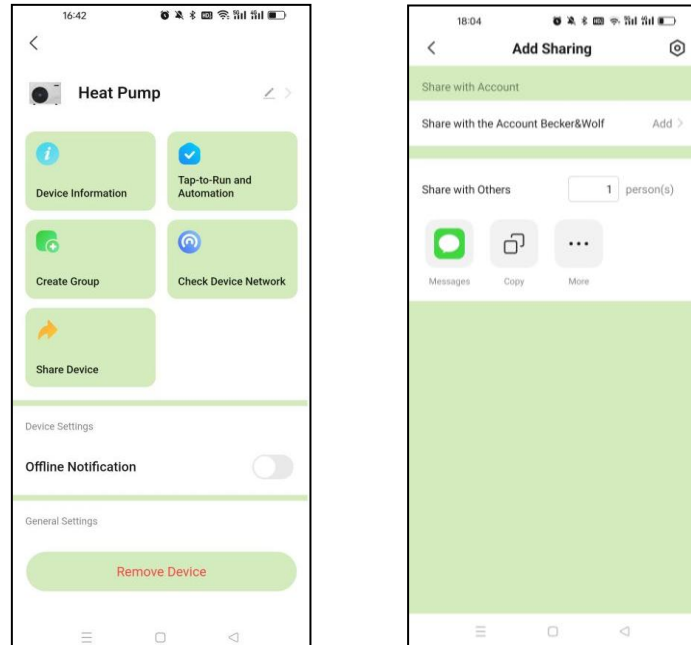 16:42
Heat Pump
Device Information
Tap-to-Run and
Automation
Create Group
Check Device Network
Share Device
Device Settings
Offline Notification
General Settings
Remove Device
18:04
Add Sharing
Share with Account
Share with the Account Becker&Wolf Add
Share with Others 1 person(s)
Messages Copy More